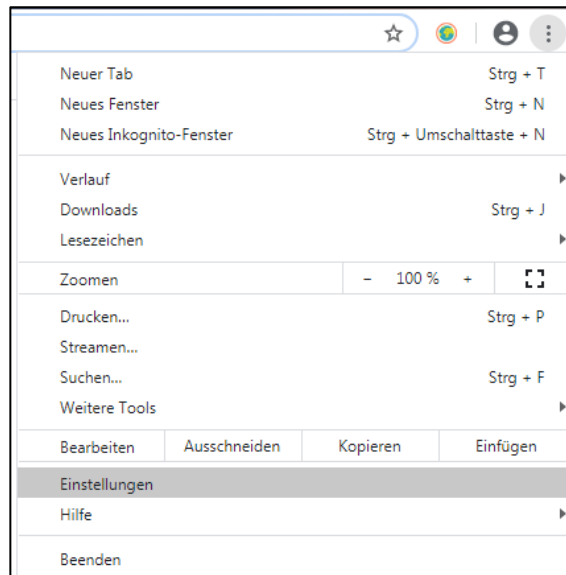 Neuer Tab Strg + T
Neues Fenster Strg + N
Neues Inkognito-Fenster Strg + Umschalttaste + N
Verlauf
Downloads Strg + J
Lesezeichen
Zoomen - 100 % +
Drucken... Strg + P
Streamen...
Suchen... Strg + F
Weitere Tools
Bearbeiten Ausschneiden Kopieren Einfügen
Einstellungen
Hilfe
Beenden